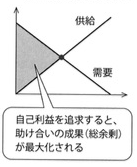 供給
需要
自己利益を追求すると、
助け合いの成果（総余剰）
が最大化される